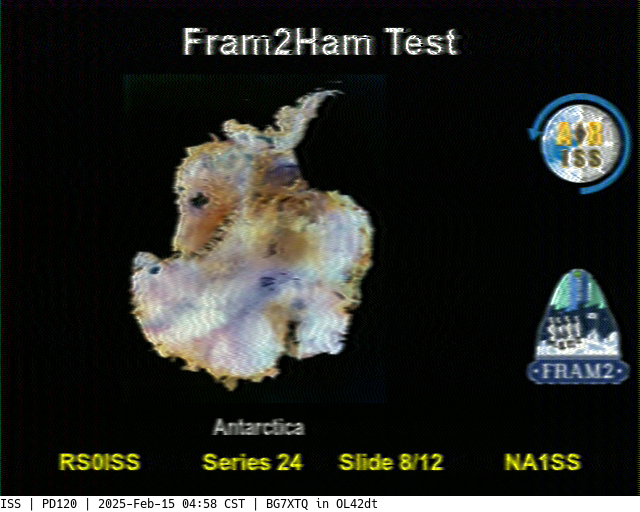 Fram2Ham Test
ARISS
FRAM2
Antarctica
RS0ISS Series 24 Slide 8/12 NA1SS
ISS | PD120 | 2025-Feb-15 04:58 CST | BG7XTQ in OL42dt